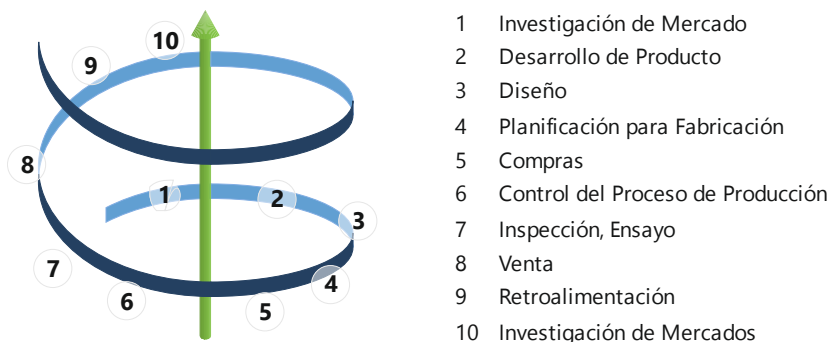 10
9
8
1
2
3
7
6
5
4
1 Investigación de Mercado
2 Desarrollo de Producto
3 Diseño
4 Planificación para Fabricación
5 Compras
6 Control del Proceso de Producción
7 Inspección, Ensayo
8 Venta
9 Retroalimentación
10 Investigación de Mercados